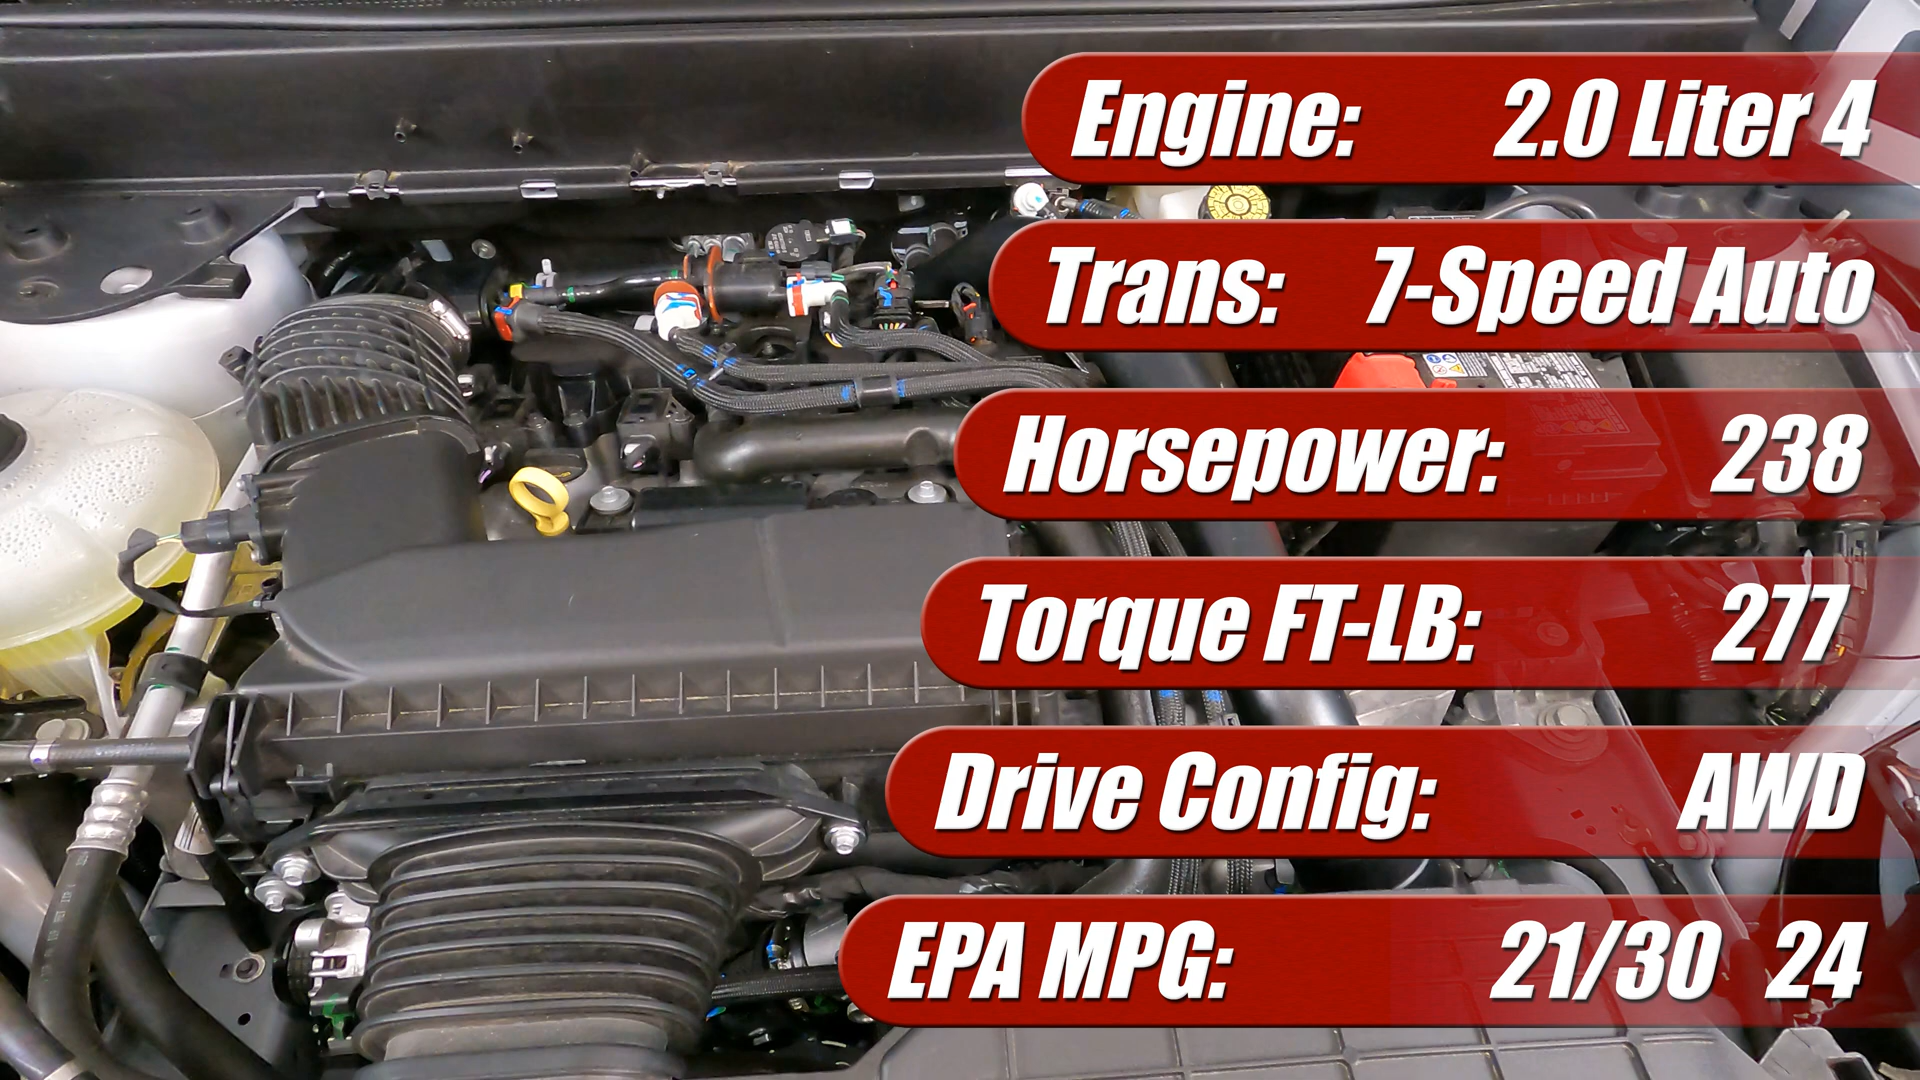 Engine: 2.0 Liter 4
Trans: 7-Speed Auto
Horsepower: 238
Torque FT-LB: 277
Drive Config: AWD
EPA MPG: 21/30 24